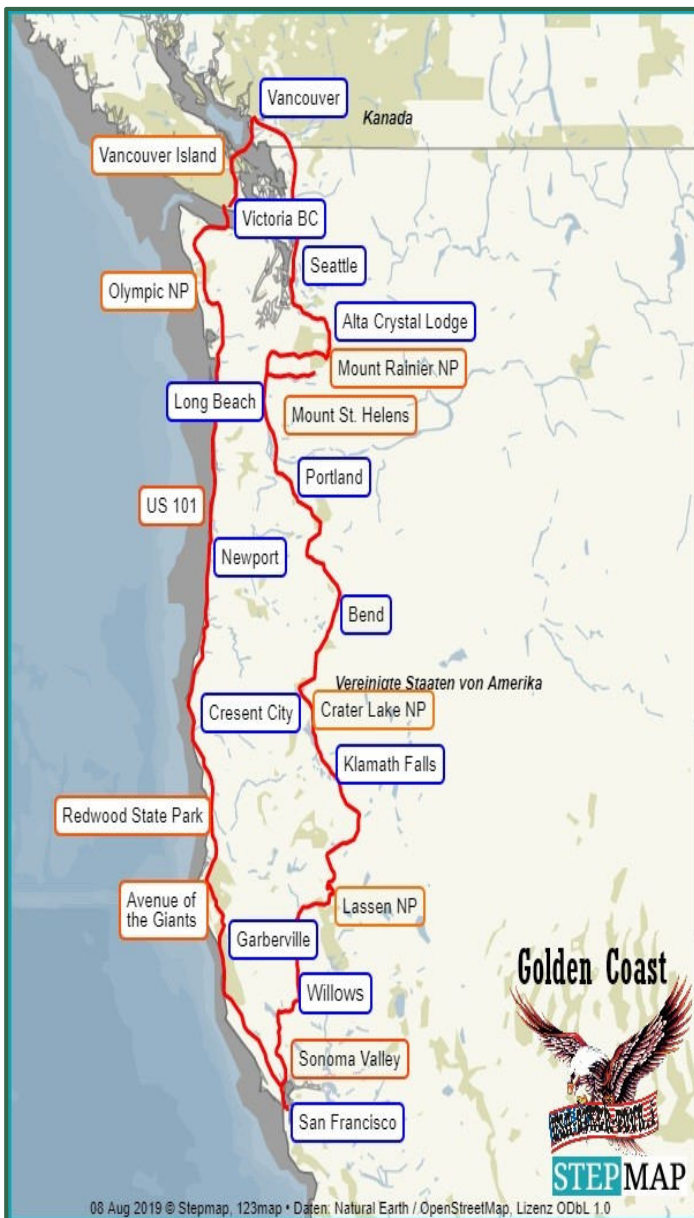 Vancouver
Kanada
Vancouver Island
Victoria BC
Seattle
Olympic NP
Alta Crystal Lodge
Mount Rainier NP
Long Beach
Mount St. Helens
Portland
US 101
Newport
Bend
Vereinigte Staaten von Amerika
Cresent City
Crater Lake NP
Klamath Falls
Redwood State Park
Avenue of
the Giants
Lassen NP
Garberville
Golden Coast
Willows
Sonoma Valley
San Francisco
STEPMAP
08 Aug 2019 © Stepmap, 123map • Daten: Natural Earth / OpenStreetMap, Lizenz ODbL 1.0